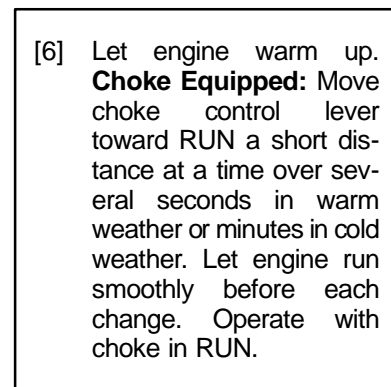 [6] Let engine warm up.
Choke Equipped: Move
choke control lever
toward RUN a short dis-
tance at a time over sev-
eral seconds in warm
weather or minutes in cold
weather. Let engine run
smoothly before each
change. Operate with
choke in RUN.